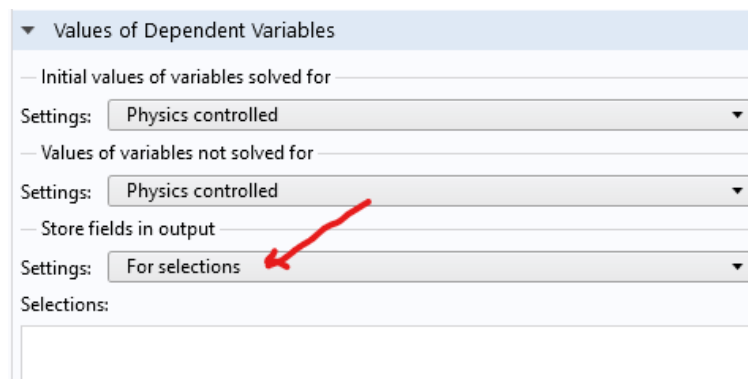 Values of Dependent Variables
Initial values of variables solved for
Settings: Physics controlled
Values of variables not solved for
Settings: Physics controlled
Store fields in output
Settings: For selections
Selections: